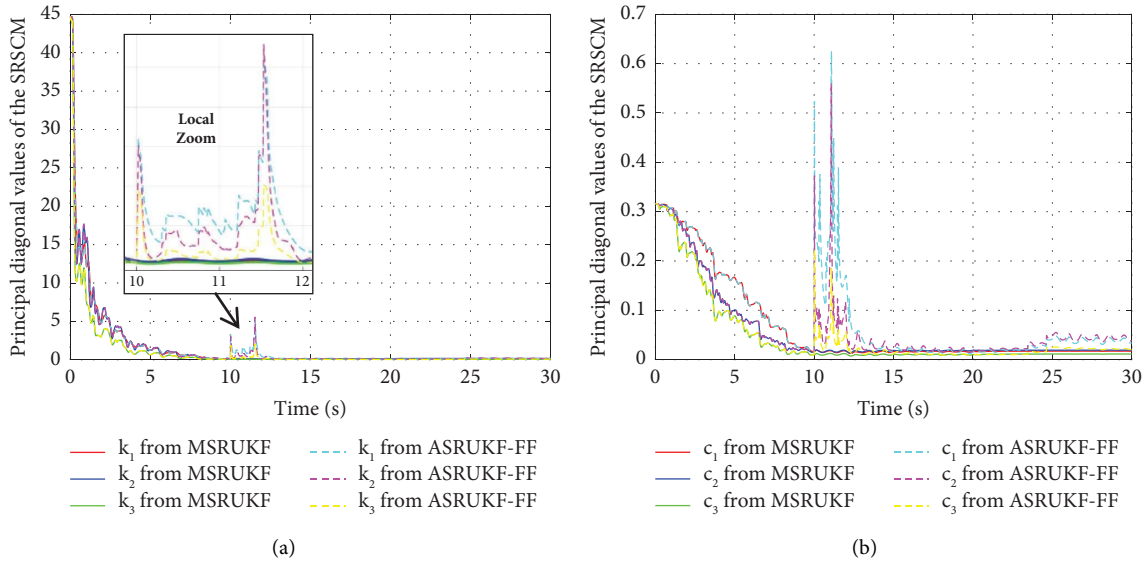 Principal diagonal values of the SRSCM
45
40
35
30
25
20
15
10
5
0
Local
Zoom
10 11 12
0 5 10 15 20 25 30
Time (s)
k₁ from MSRUKF
k₂ from MSRUKF
k₃ from MSRUKF
k₁ from ASRUKF-FF
k₂ from ASRUKF-FF
k₃ from ASRUKF-FF
(a)
Principal diagonal values of the SRSCM
0.7
0.6
0.5
0.4
0.3
0.2
0.1
0
0 5 10 15 20 25 30
Time (s)
c₁ from MSRUKF
c₂ from MSRUKF
c₃ from MSRUKF
c₁ from ASRUKF-FF
c₂ from ASRUKF-FF
c₃ from ASRUKF-FF
(b)